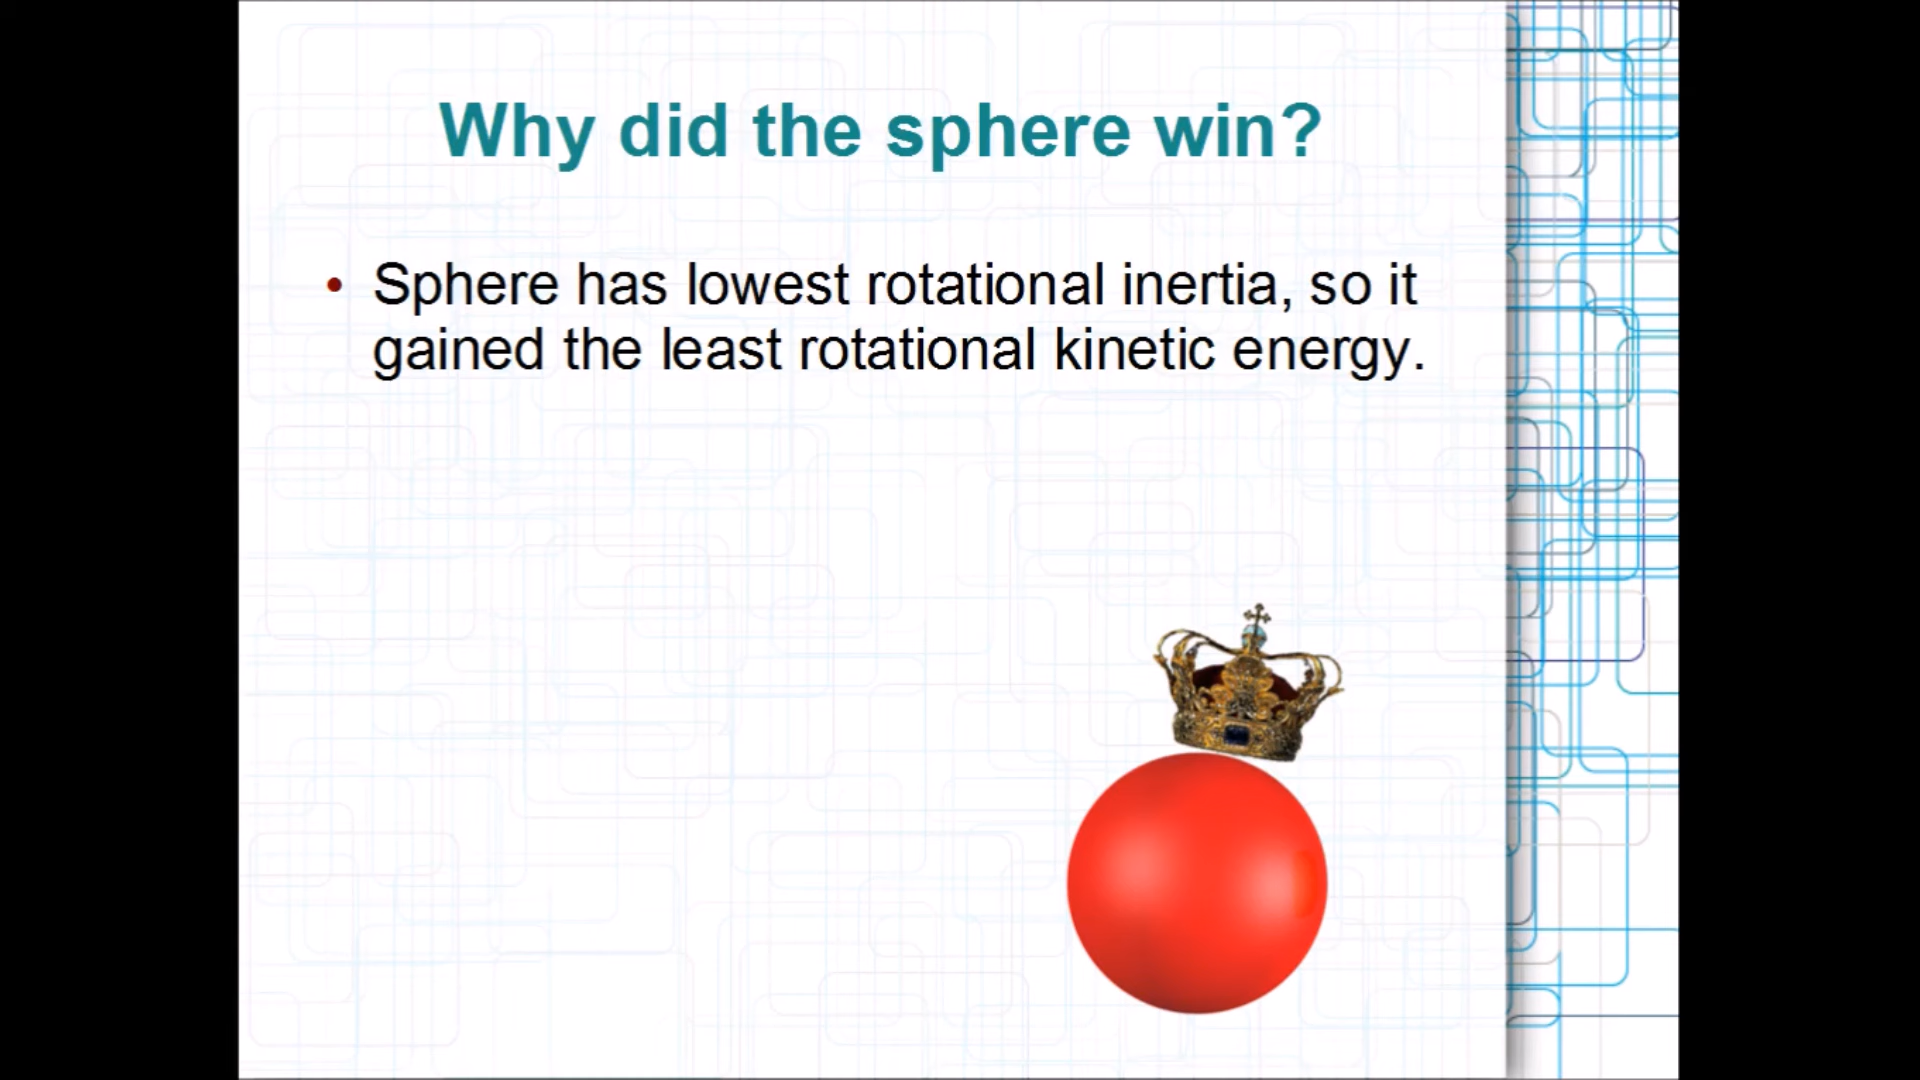 Why did the sphere win?
• Sphere has lowest rotational inertia, so it
gained the least rotational kinetic energy.